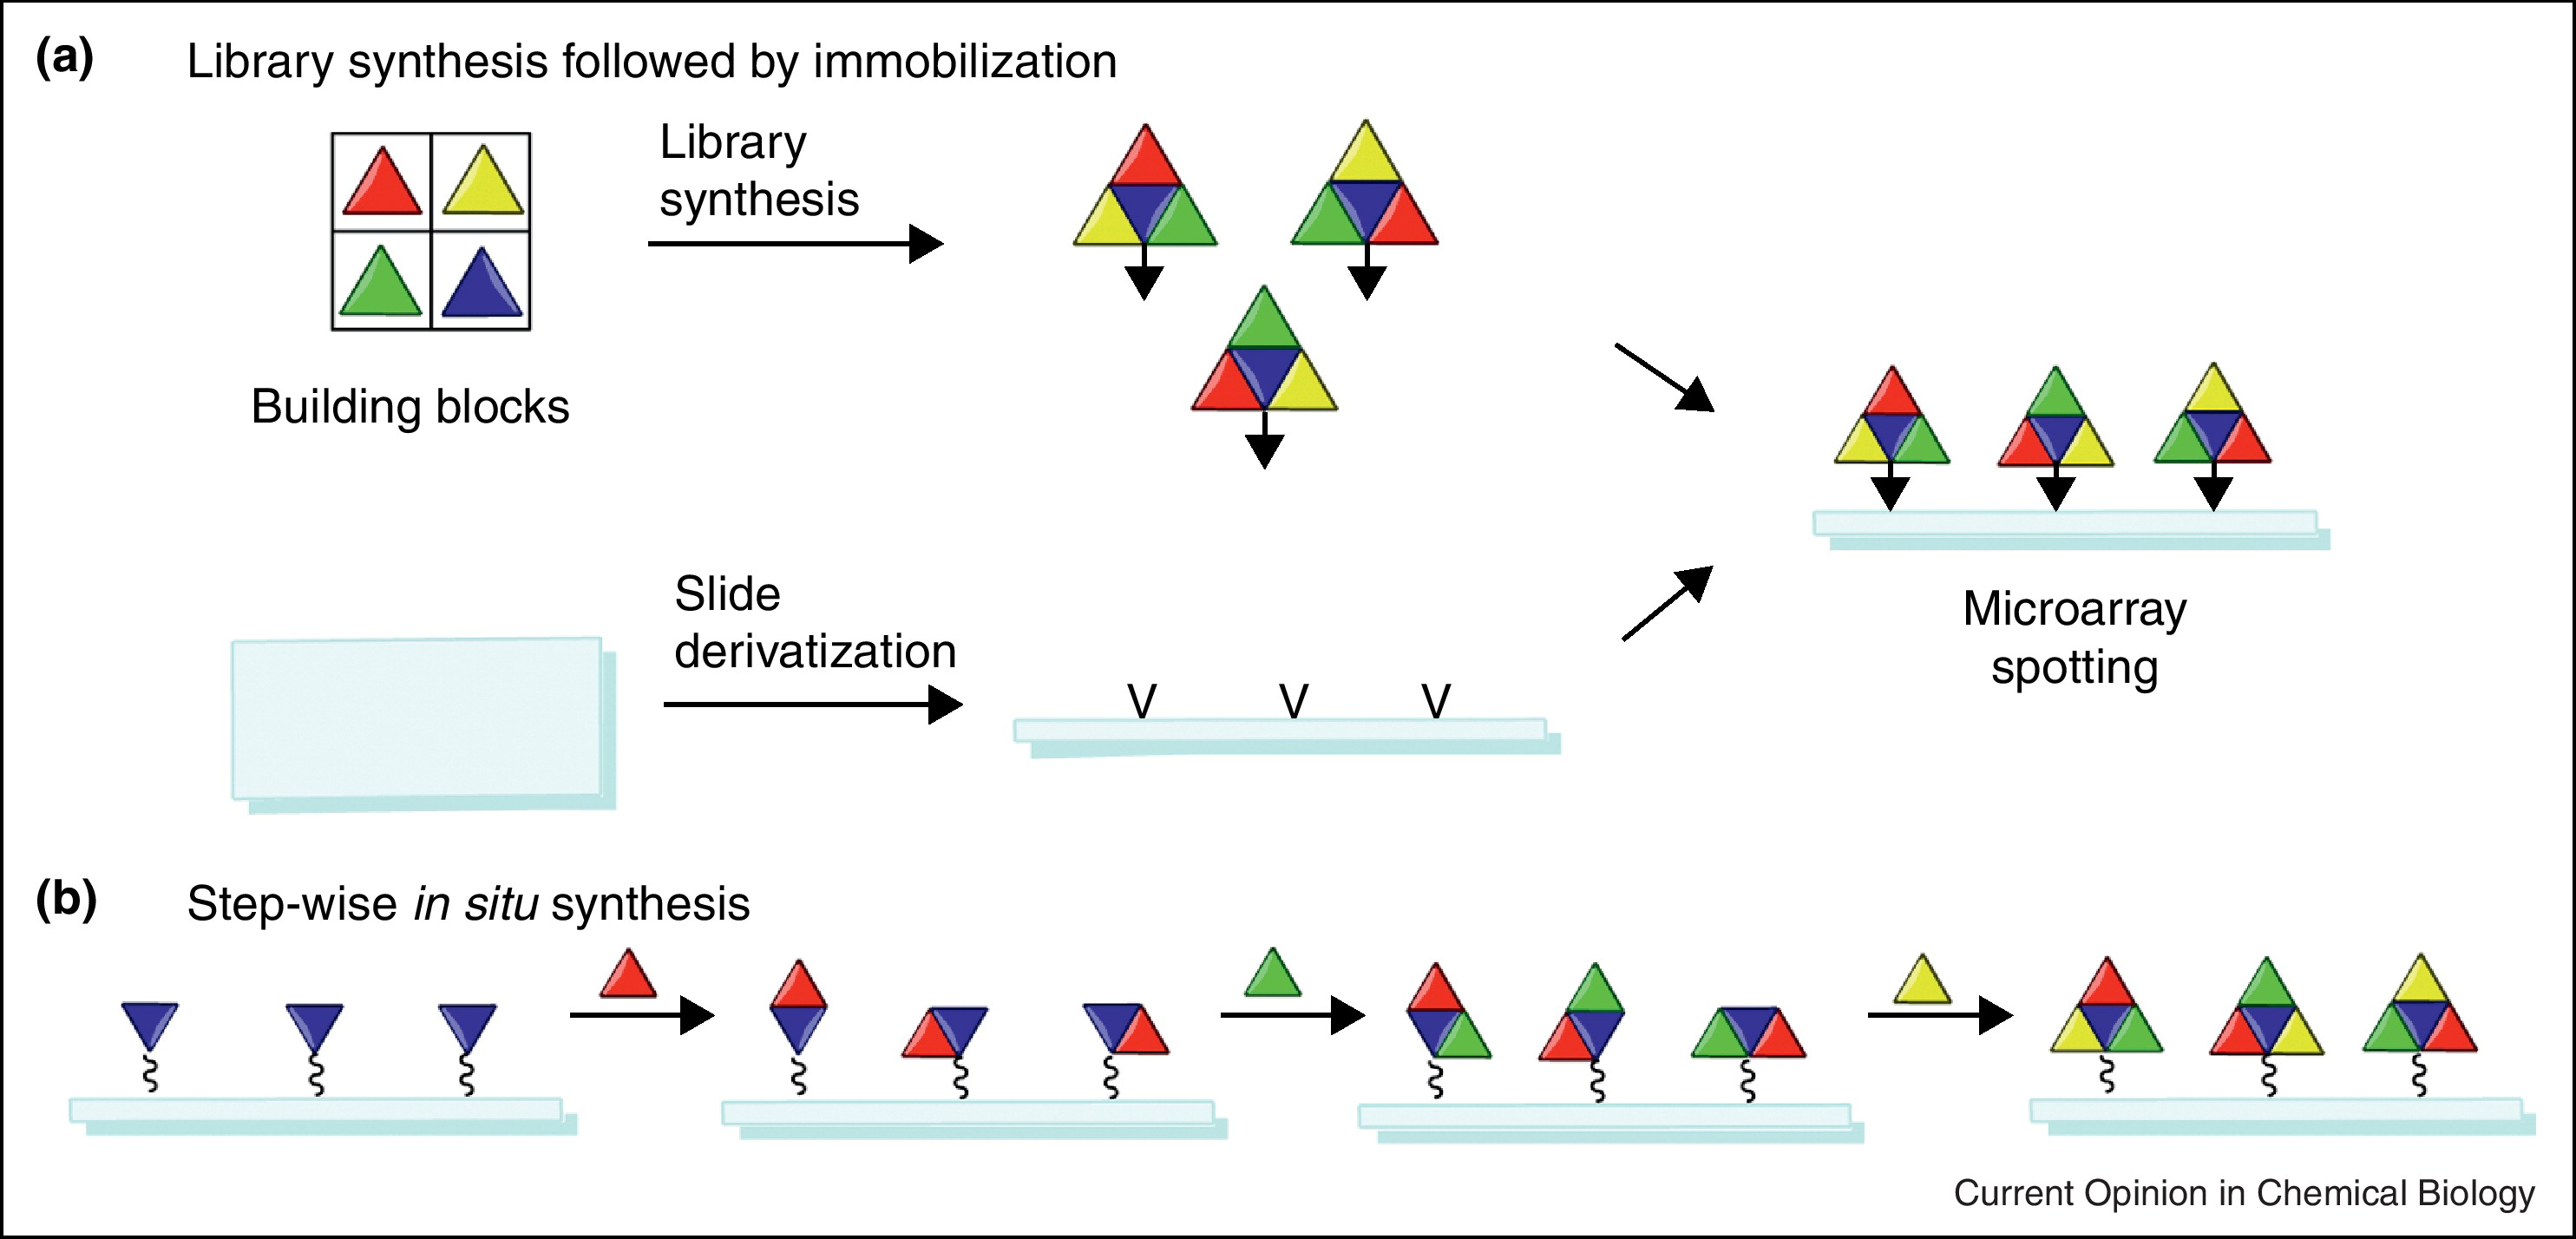 (a) Library synthesis followed by immobilization
Library
synthesis
Building blocks
Slide
derivatization
V V V
Microarray
spotting
(b) Step-wise in situ synthesis
Current Opinion in Chemical Biology